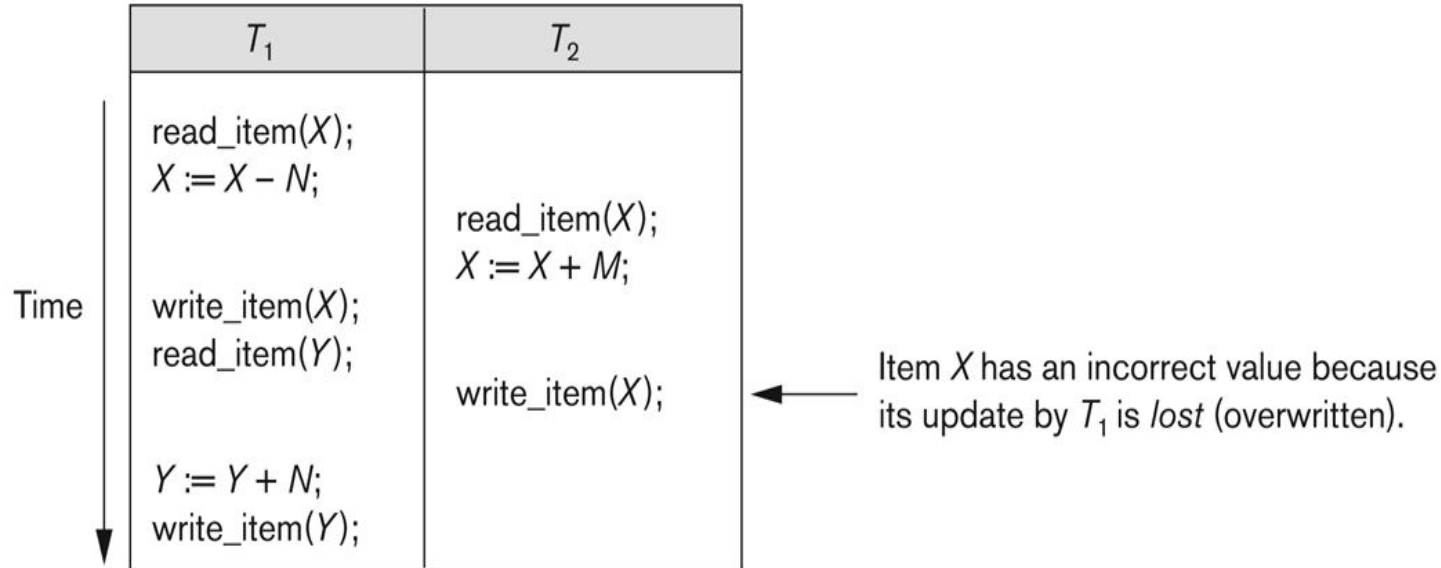 T₁ T₂
read_item(X);
X := X – N;
read_item(X);
X := X + M;
Time
write_item(X);
read_item(Y);
write_item(X);
Item X has an incorrect value because
its update by T₁ is lost (overwritten).
Y := Y + N;
write_item(Y);